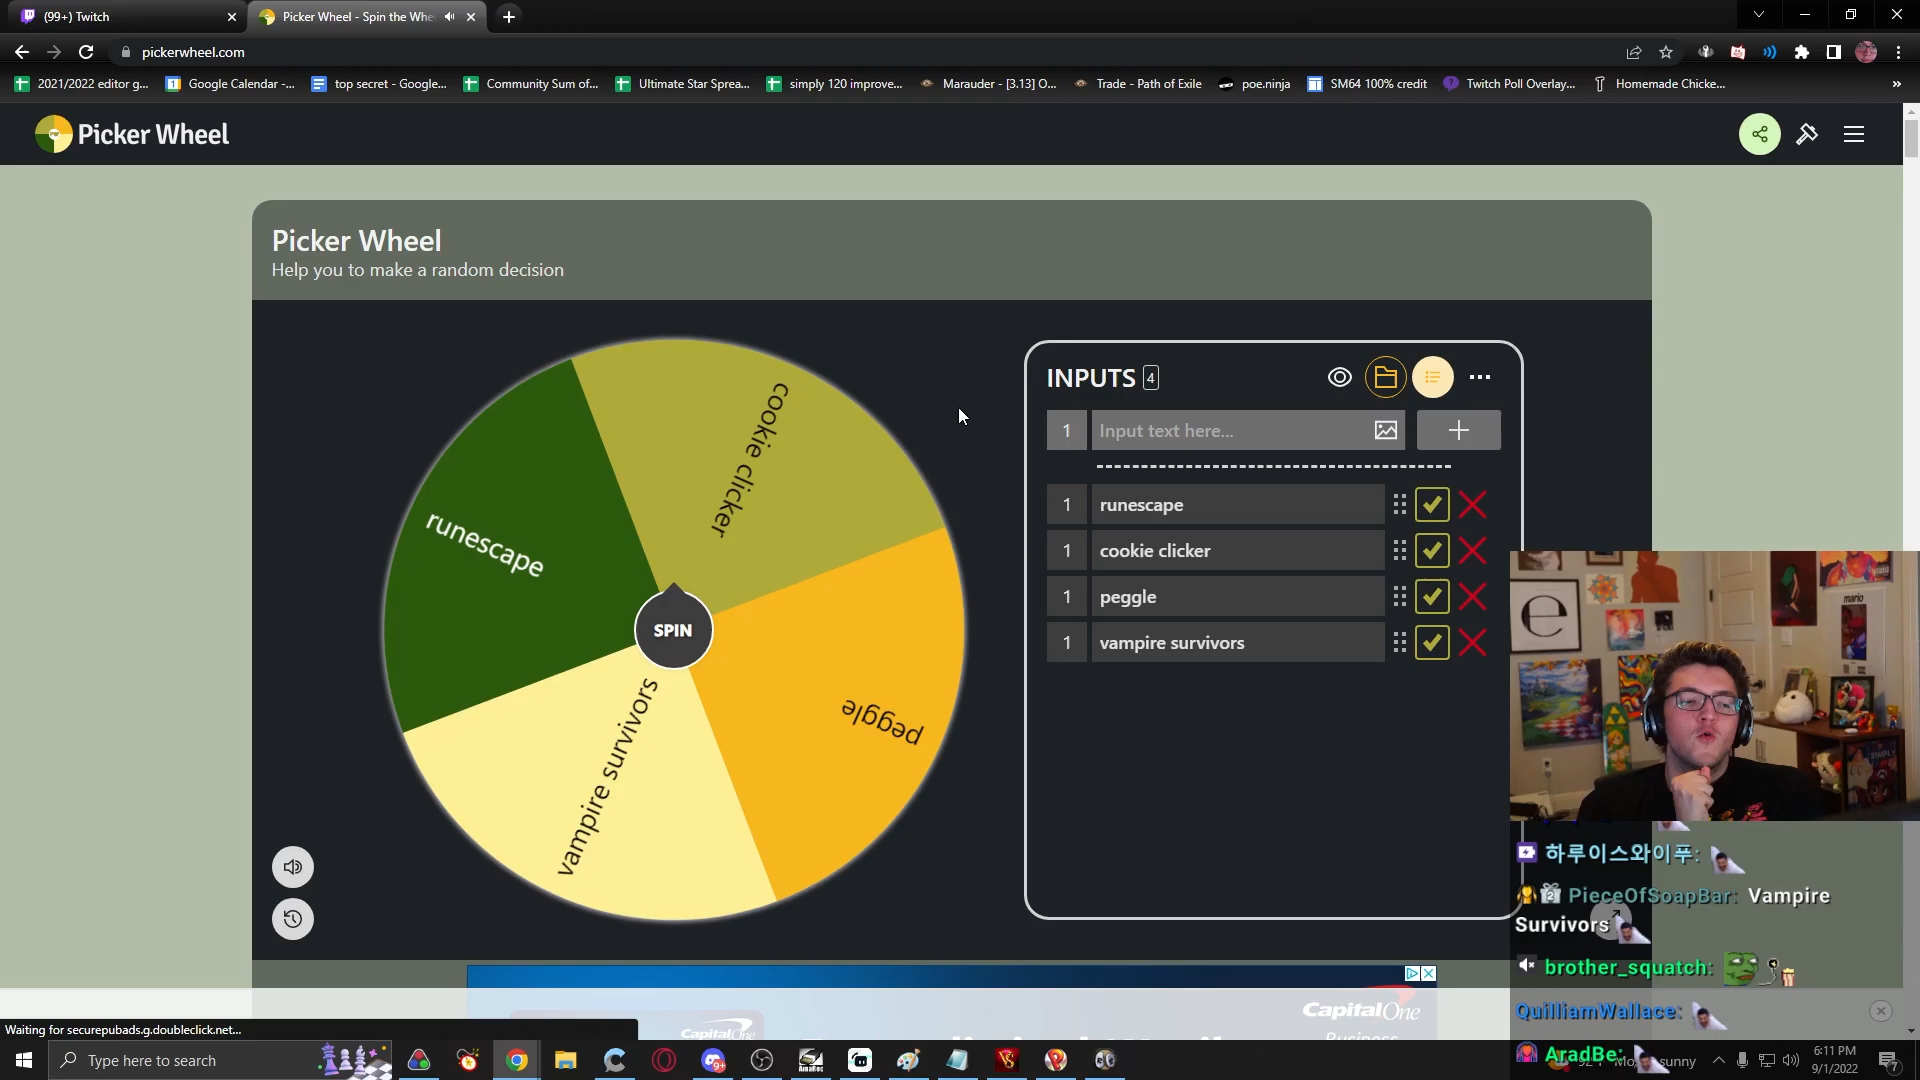 (99+) Twitch
Picker Wheel - Spin the Whe
pickerwheel.com
2021/2022 editor g...
Google Calendar -...
top secret - Google...
Community Sum of...
Ultimate Star Sprea...
simply 120 improve...
Marauder - [3.13] O...
Trade - Path of Exile
poe.ninja
SM64 100% credit
Twitch Poll Overlay...
Homemade Chicke...
»
Picker Wheel
Picker Wheel
Help you to make a random decision
cookie clicker
runescape
SPIN
peggle
vampire survivors
INPUTS 4
1 Input text here... +
1 runescape
1 cookie clicker
1 peggle
1 vampire survivors
e
mario
하루이스와이푸:
PieceOfSoapBar: Vampire
Survivors
brother_squatch:
QuilliamWallace:
AradBe:
CapitalOne
Business
CapitalOne
Waiting for securepubads.g.doubleclick.net...
Type here to search
sunny
6:11 PM
9/1/2022